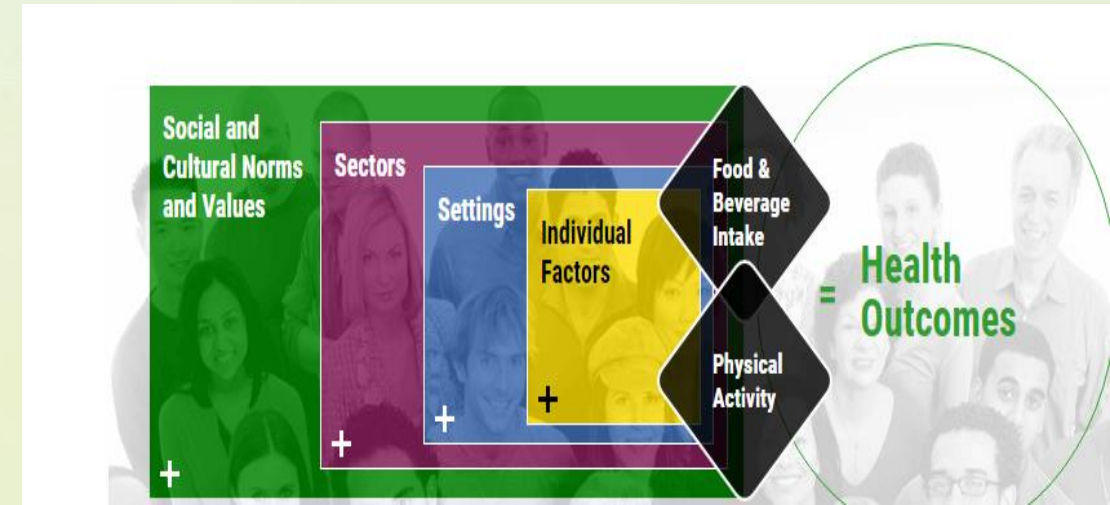 Social and
Cultural Norms
and Values
Sectors
Settings
Individual
Factors
Food &
Beverage
Intake
Physical
Activity
=
Health
Outcomes
+
+
+
+